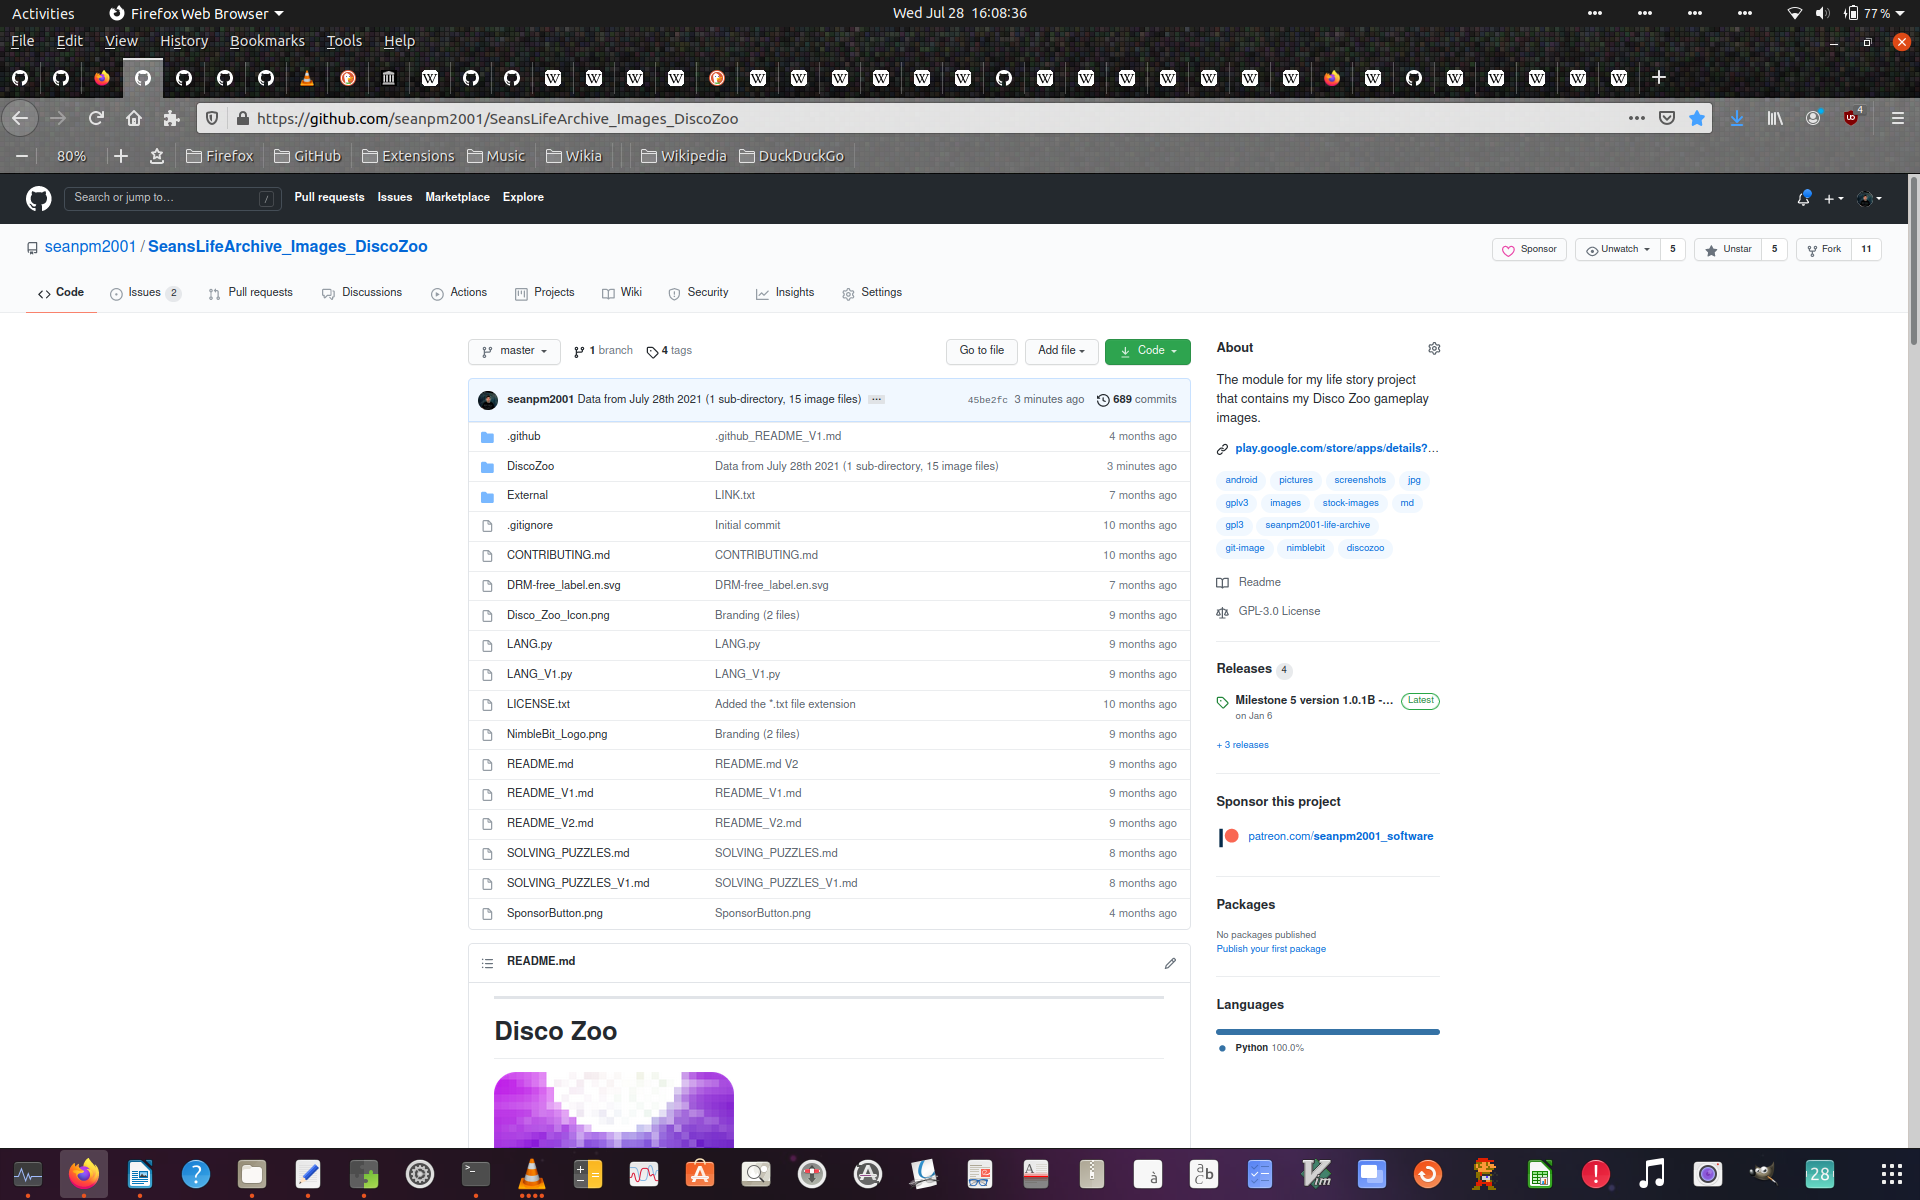 Activities Firefox Web Browser Wed Jul 28 16:08:36 77 %
File Edit View History Bookmarks Tools Help
https://github.com/seanpm2001/SeansLifeArchive_Images_DiscoZoo 4
80% Firefox GitHub Extensions Music Wikia Wikipedia DuckDuckGo
Search or jump to… / Pull requests Issues Marketplace Explore
seanpm2001 / SeansLifeArchive_Images_DiscoZoo Sponsor Unwatch 5 Unstar 5 Fork 11
Code Issues 2 Pull requests Discussions Actions Projects Wiki Security Insights Settings
master 1 branch 4 tags Go to file Add file Code
seanpm2001 Data from July 28th 2021 (1 sub-directory, 15 image files) ... 45be2fc 3 minutes ago 689 commits
.github .github_README_V1.md 4 months ago
DiscoZoo Data from July 28th 2021 (1 sub-directory, 15 image files) 3 minutes ago
External LINK.txt 7 months ago
.gitignore Initial commit 10 months ago
CONTRIBUTING.md CONTRIBUTING.md 10 months ago
DRM-free_label.en.svg DRM-free_label.en.svg 7 months ago
Disco_Zoo_Icon.png Branding (2 files) 9 months ago
LANG.py LANG.py 9 months ago
LANG_V1.py LANG_V1.py 9 months ago
LICENSE.txt Added the *.txt file extension 10 months ago
NimbleBit_Logo.png Branding (2 files) 9 months ago
README.md README.md V2 9 months ago
README_V1.md README_V1.md 9 months ago
README_V2.md README_V2.md 9 months ago
SOLVING_PUZZLES.md SOLVING_PUZZLES.md 8 months ago
SOLVING_PUZZLES_V1.md SOLVING_PUZZLES_V1.md 8 months ago
SponsorButton.png SponsorButton.png 4 months ago
README.md
Disco Zoo
About
The module for my life story project
that contains my Disco Zoo gameplay
images.
play.google.com/store/apps/details?...
android pictures screenshots jpg
gplv3 images stock-images md
gpl3 seanpm2001-life-archive
git-image nimblebit discozoo
Readme
GPL-3.0 License
Releases 4
Milestone 5 version 1.0.1B -... Latest
on Jan 6
+ 3 releases
Sponsor this project
patreon.com/seanpm2001_software
Packages
No packages published
Publish your first package
Languages
Python 100.0%
28